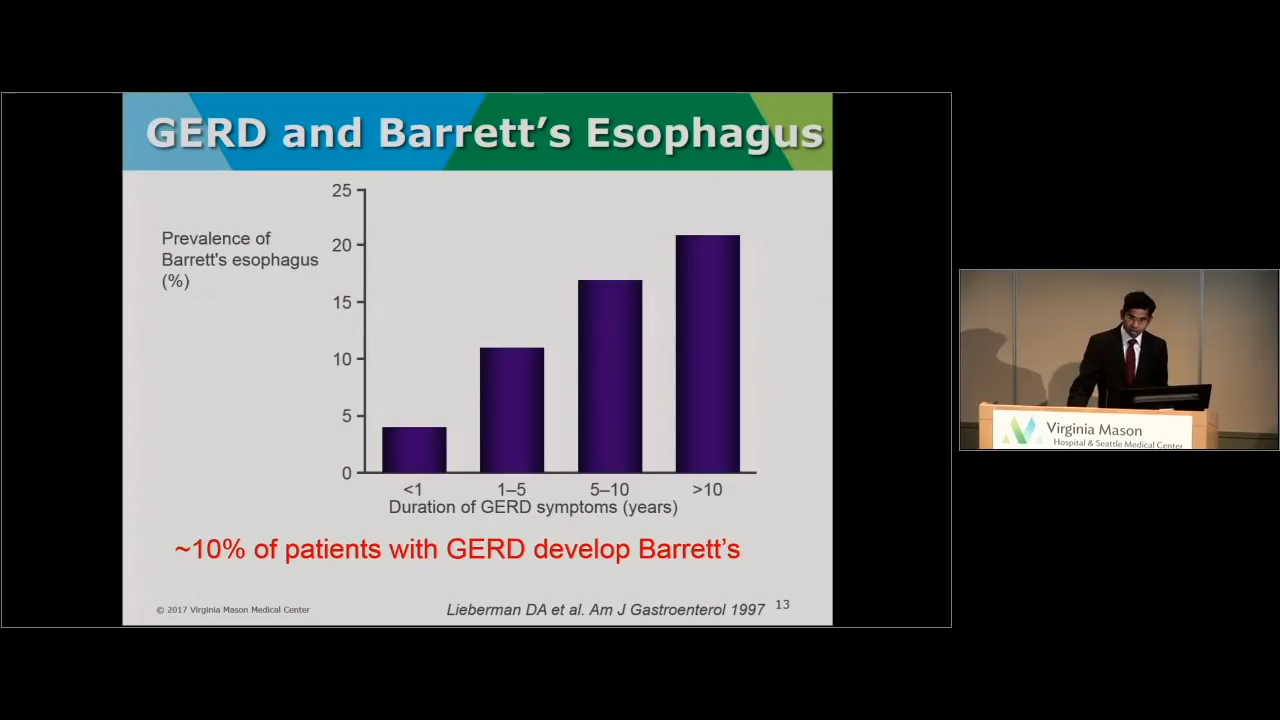 GERD and Barrett's Esophagus
Prevalence of
Barrett's esophagus
(%)
25
20
15
10
5
0
<1 1–5 5–10 >10
Duration of GERD symptoms (years)
~10% of patients with GERD develop Barrett's
© 2017 Virginia Mason Medical Center
Lieberman DA et al. Am J Gastroenterol 1997
13
Virginia Mason
Hospital & Seattle Medical Center